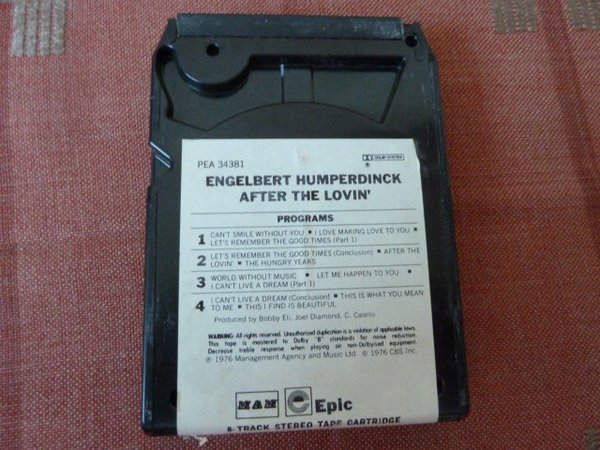 PEA 34381
DOLBY SYSTEM
ENGELBERT HUMPERDINCK
AFTER THE LOVIN'
PROGRAMS
1 CAN'T SMILE WITHOUT YOU ■ I LOVE MAKING LOVE TO YOU ■
LET'S REMEMBER THE GOOD TIMES (Part 1)
2 LET'S REMEMBER THE GOOD TIMES (Conclusion) ■ AFTER THE
LOVIN' ■ THE HUNGRY YEARS
3 WORLD WITHOUT MUSIC ■ LET ME HAPPEN TO YOU ■
I CAN'T LIVE A DREAM (Part 1)
4 I CAN'T LIVE A DREAM (Conclusion) ■ THIS IS WHAT YOU MEAN
TO ME ■ THIS I FIND IS BEAUTIFUL
Produced by Bobby Eli, Joel Diamond, C. Calello
WARNING: All rights reserved. Unauthorized duplication is a violation of applicable laws.
This tape is mastered to Dolby "B" standards for noise reduction.
Decrease treble response when playing on non-Dolbyised equipment.
℗ 1976 Management Agency and Music Ltd. © 1976 CBS Inc.
MAM Epic
8-TRACK STEREO TAPE CARTRIDGE